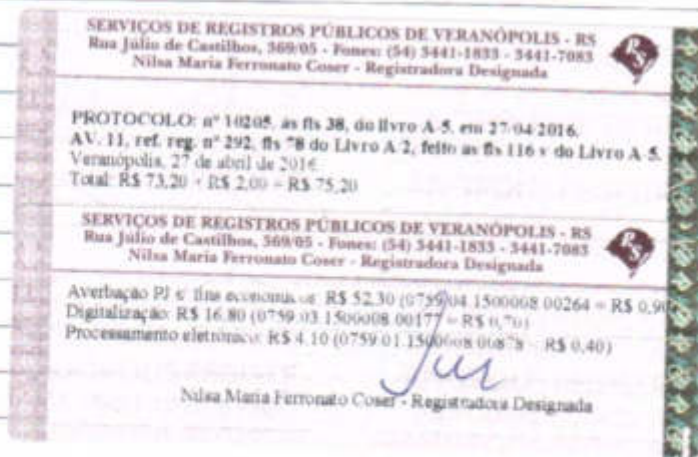 SERVIÇOS DE REGISTROS PÚBLICOS DE VERANÓPOLIS - RS
Rua Júlio de Castilhos, 569/05 - Fones: (54) 3441-1833 - 3441-7083
Nilsa Maria Ferronato Coser - Registradora Designada
PROTOCOLO: nº 10205, às fls 38, do livro A-5, em 27/04/2016.
AV. 11, ref. reg. nº 292, fls 78 do Livro A-2, feito às fls 116 v do Livro A-5.
Veranópolis, 27 de abril de 2016
Total: R$ 73,20 + R$ 2,00 = R$ 75,20
SERVIÇOS DE REGISTROS PÚBLICOS DE VERANÓPOLIS - RS
Rua Júlio de Castilhos, 569/05 - Fones: (54) 3441-1833 - 3441-7083
Nilsa Maria Ferronato Coser - Registradora Designada
Averbação PJ s/ fins econômicos: R$ 52,30 (0759.04.1500008.00264 = R$ 0,90)
Digitalização: R$ 16,80 (0759.03.1500008.00177 = R$ 0,70)
Processamento eletrônico: R$ 4,10 (0759.01.1500008.00878 = R$ 0,40)
Nilsa Maria Ferronato Coser - Registradora Designada